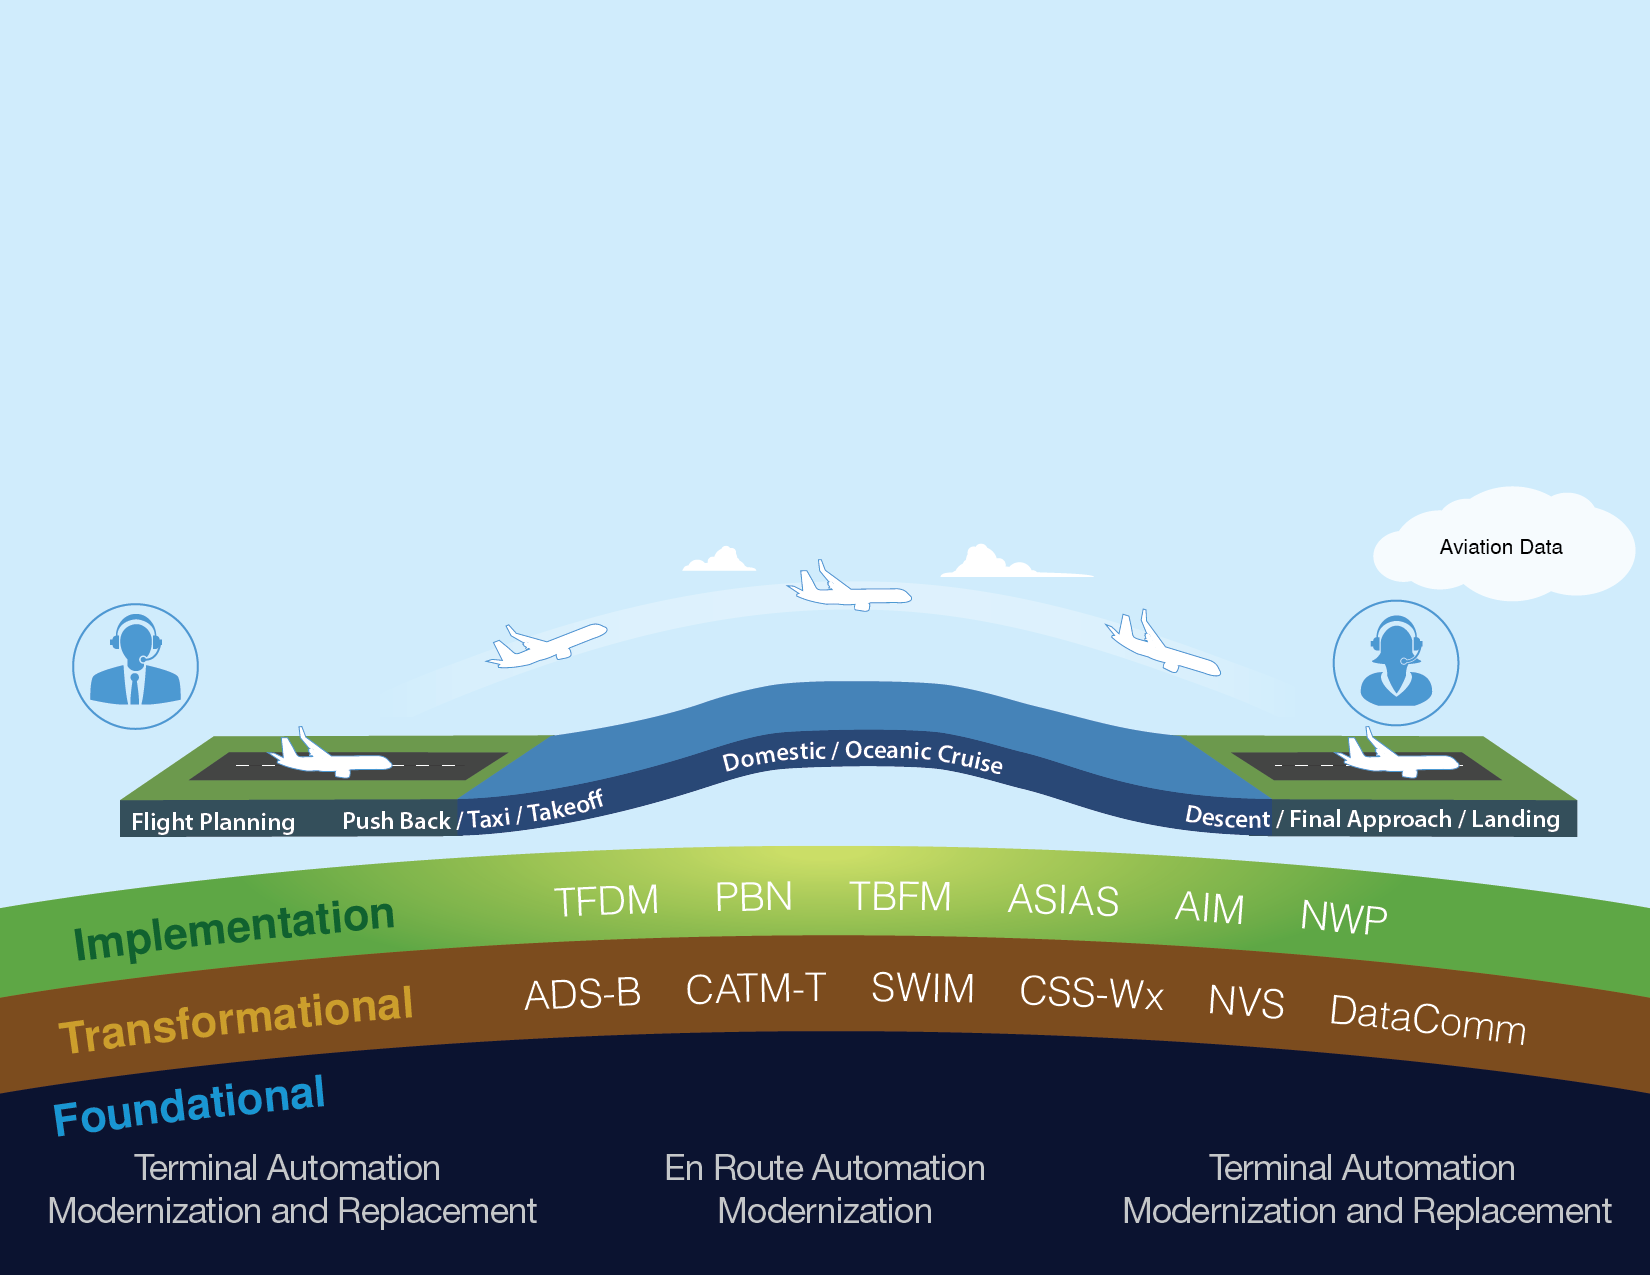 Aviation Data
Domestic / Oceanic Cruise
Flight Planning
Push Back / Taxi / Takeoff
Descent / Final Approach / Landing
Implementation
TFDM PBN TBFM ASIAS AIM NWP
Transformational
ADS-B CATM-T SWIM CSS-Wx NVS DataComm
Foundational
Terminal Automation
Modernization and Replacement
En Route Automation
Modernization
Terminal Automation
Modernization and Replacement